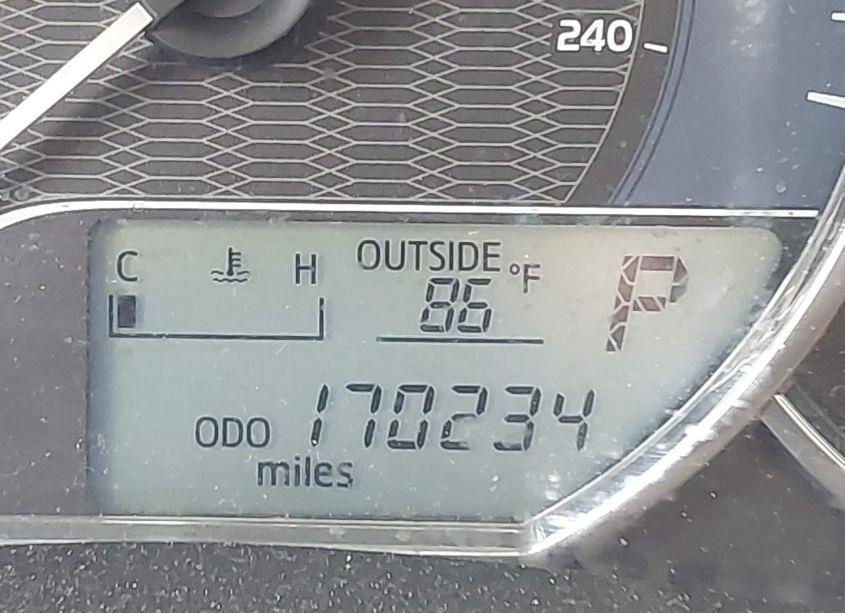 240
C H OUTSIDE °F P
86
ODO 170234
miles